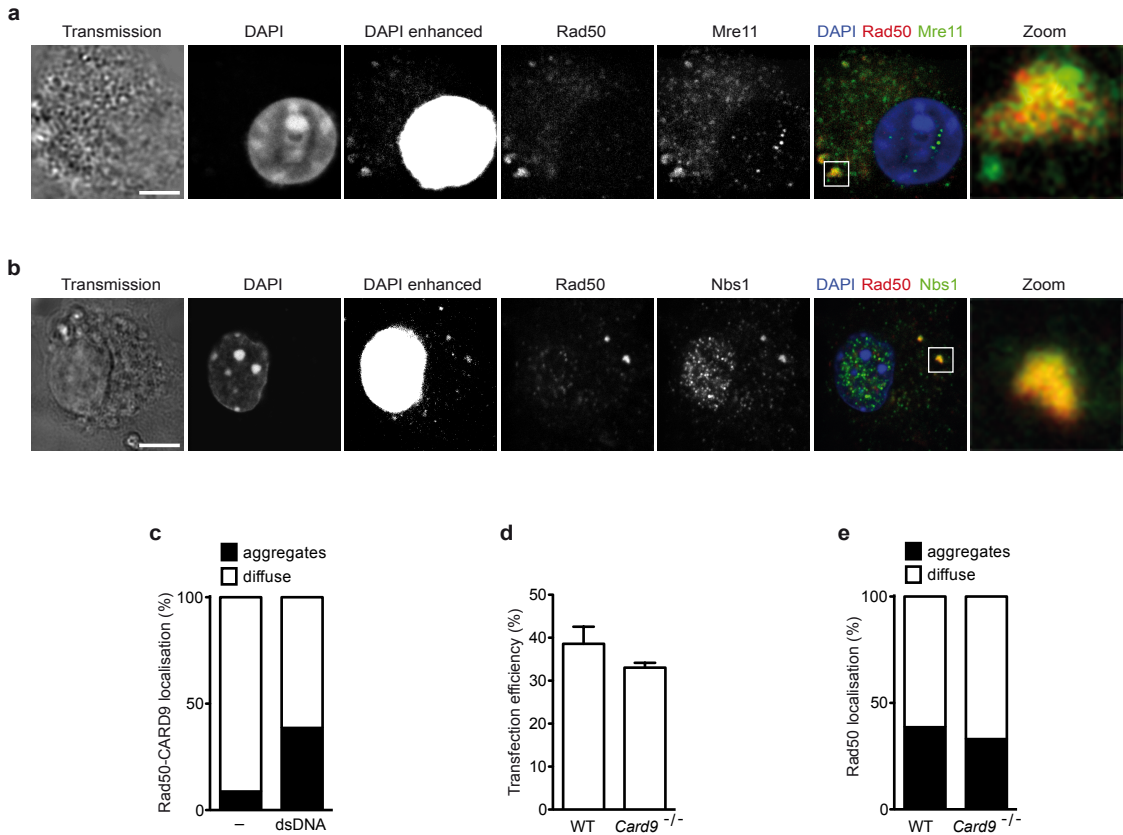 a
Transmission DAPI DAPI enhanced Rad50 Mre11 DAPI Rad50 Mre11 Zoom
b
Transmission DAPI DAPI enhanced Rad50 Nbs1 DAPI Rad50 Nbs1 Zoom
c
aggregates
diffuse
Rad50-CARD9 localisation (%)
100
50
0
– dsDNA
d
Transfection efficiency (%)
50
40
30
20
10
0
WT Card9 -/-
e
aggregates
diffuse
Rad50 localisation (%)
100
50
0
WT Card9 -/-